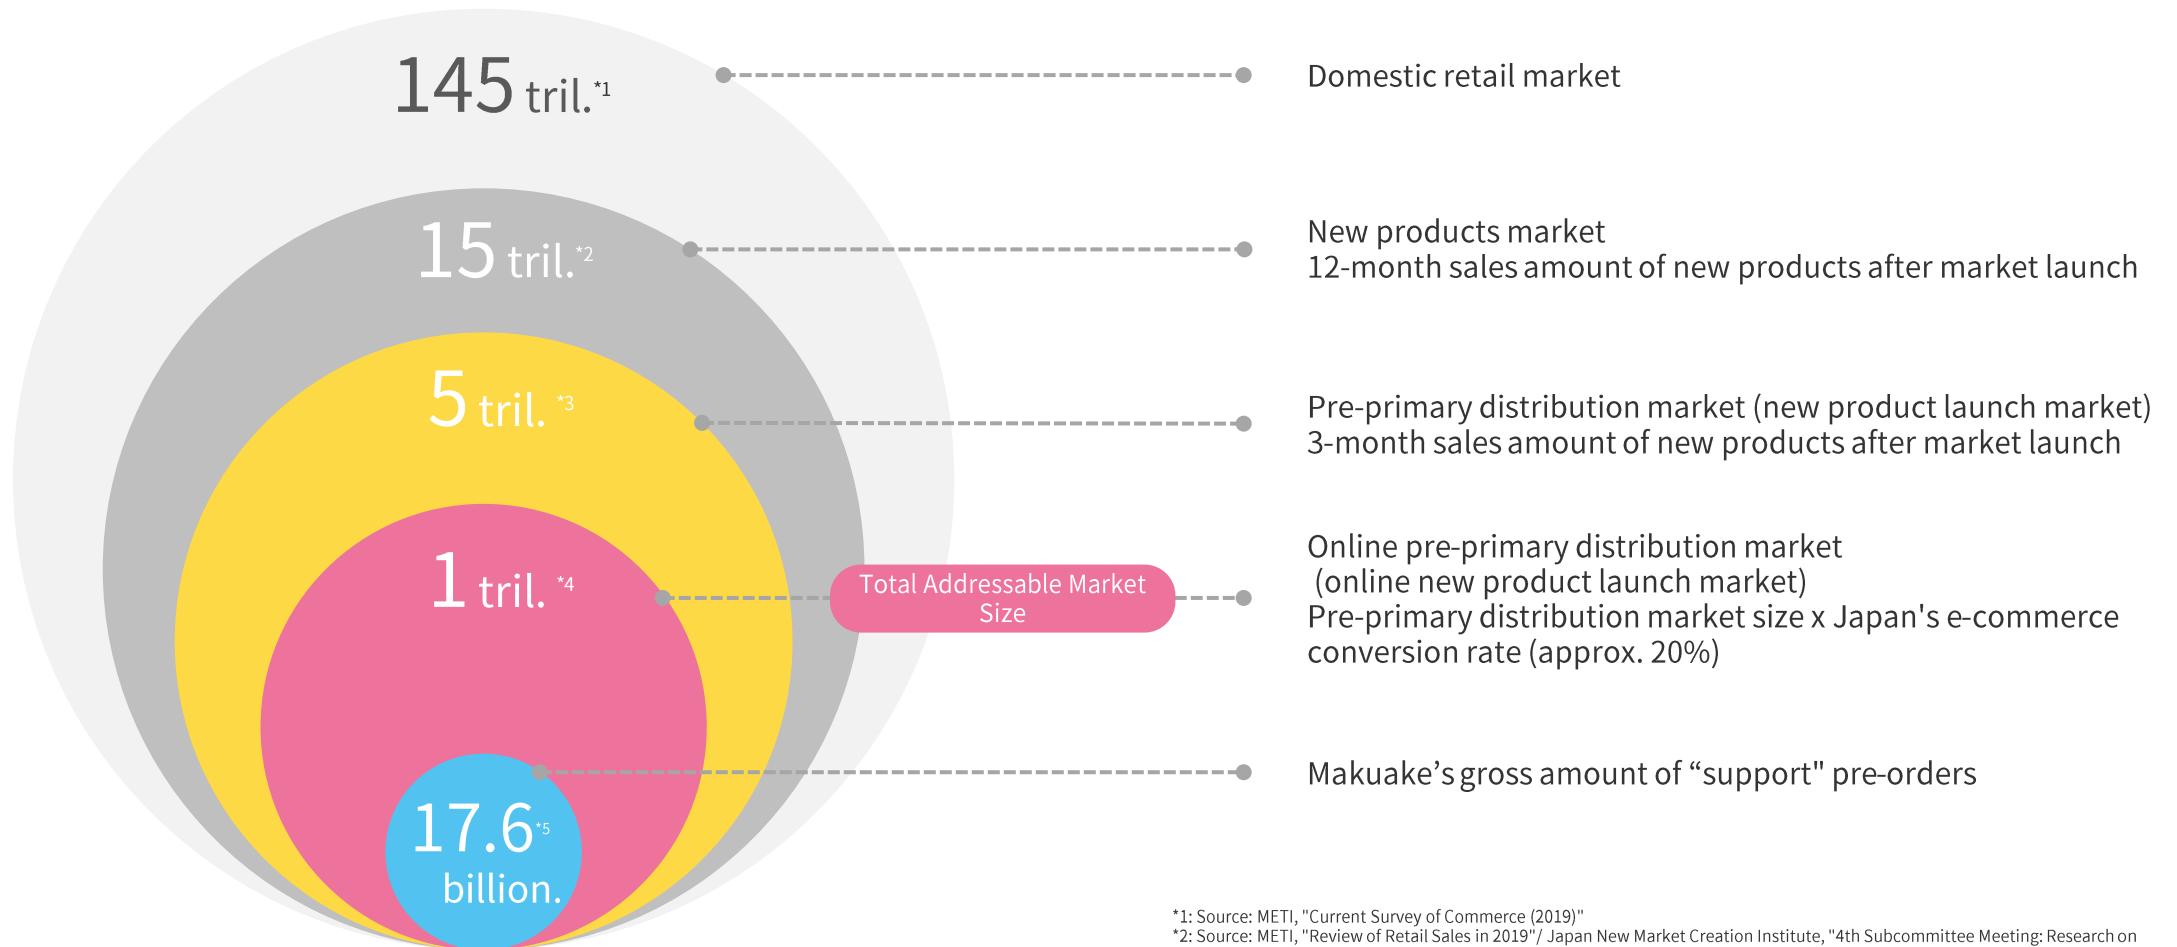 145 tril.*1
Domestic retail market
15 tril.*2
New products market
12-month sales amount of new products after market launch
5 tril. *3
Pre-primary distribution market (new product launch market)
3-month sales amount of new products after market launch
1 tril. *4
Total Addressable Market
Size
Online pre-primary distribution market
(online new product launch market)
Pre-primary distribution market size x Japan's e-commerce
conversion rate (approx. 20%)
17.6*5
billion.
Makuake’s gross amount of “support" pre-orders
*1: Source: METI, "Current Survey of Commerce (2019)"
*2: Source: METI, "Review of Retail Sales in 2019"/ Japan New Market Creation Institute, "4th Subcommittee Meeting: Research on